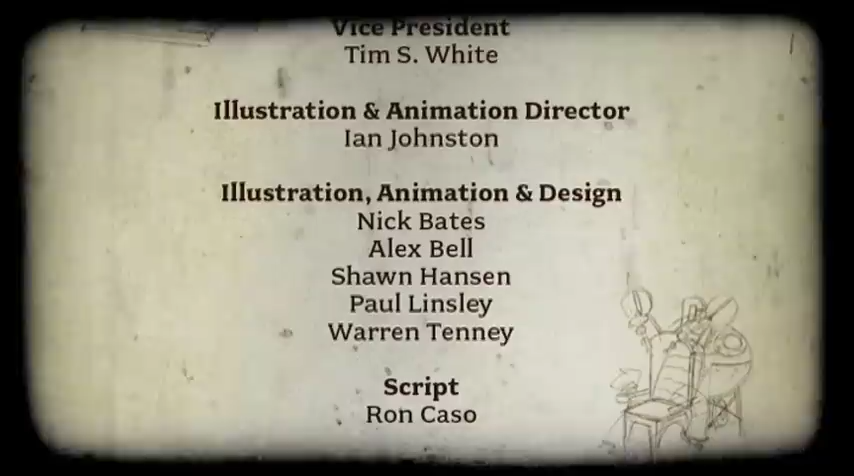 Vice President
Tim S. White
Illustration & Animation Director
Ian Johnston
Illustration, Animation & Design
Nick Bates
Alex Bell
Shawn Hansen
Paul Linsley
Warren Tenney
Script
Ron Caso